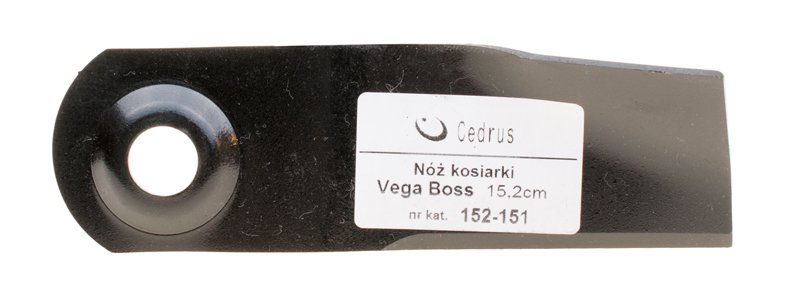 Cedrus
Nóż kosiarki
Vega Boss 15,2cm
nr kat. 152-151